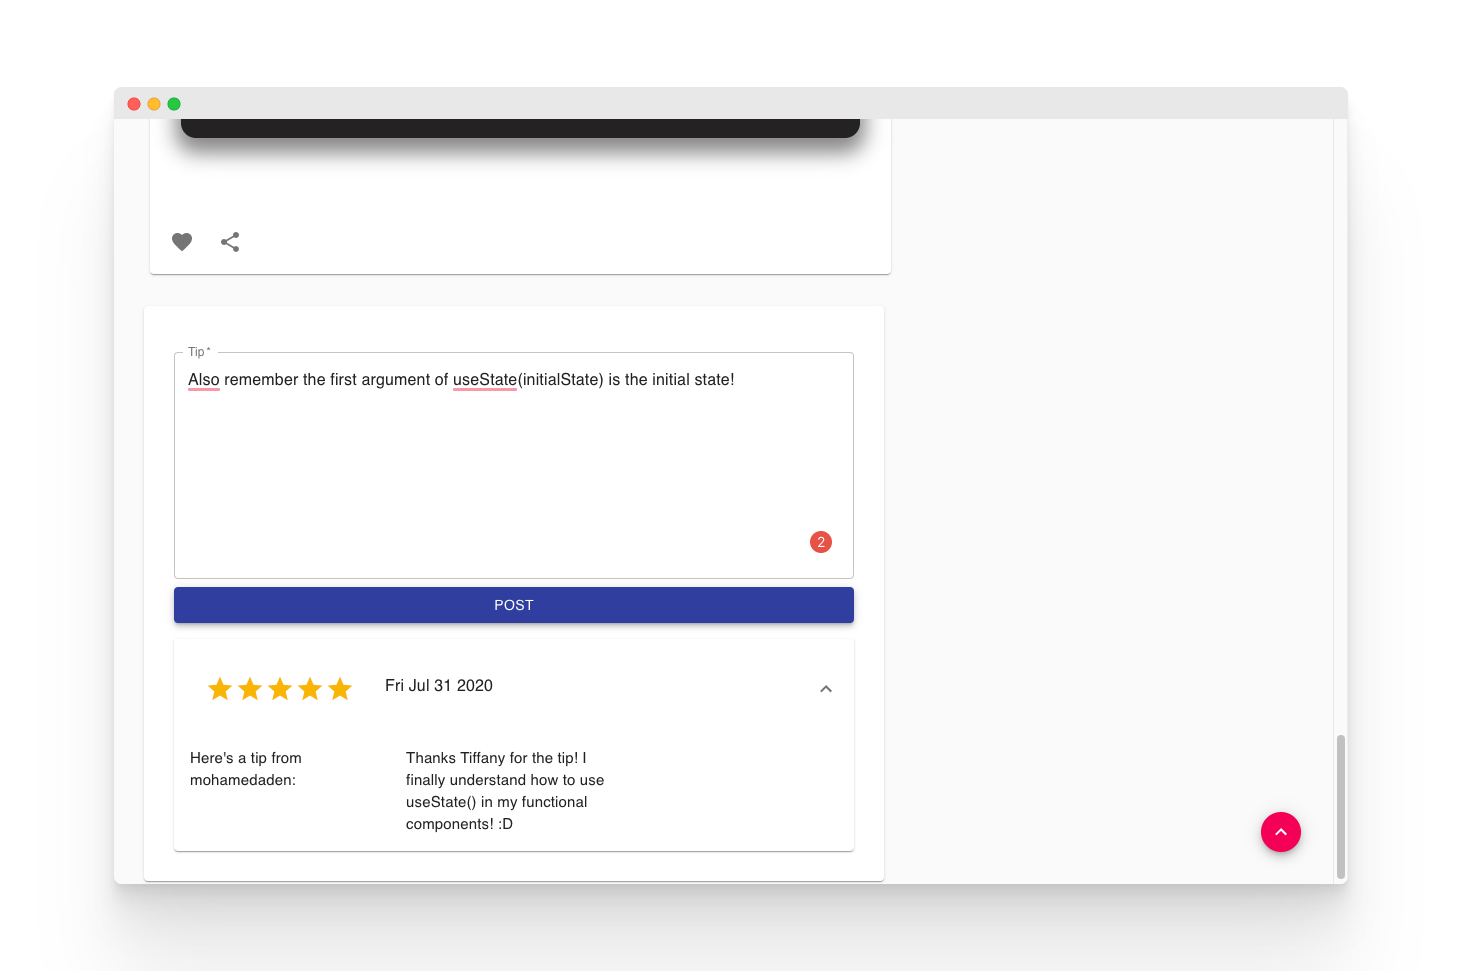 Tip *
Also remember the first argument of useState(initialState) is the initial state!
2
POST
Fri Jul 31 2020
Here's a tip from
mohamedaden:
Thanks Tiffany for the tip! I
finally understand how to use
useState() in my functional
components! :D